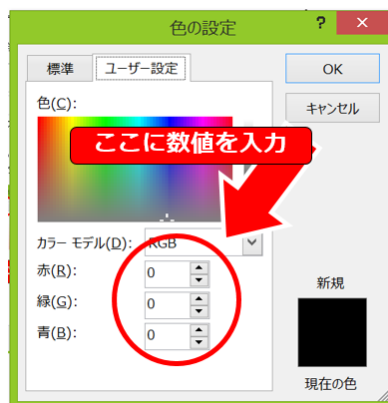 色の設定
? ×
標準 ユーザー設定
OK
キャンセル
色(C):
ここに数値を入力
カラー モデル(D): RGB
赤(R): 0
緑(G): 0
青(B): 0
新規
現在の色